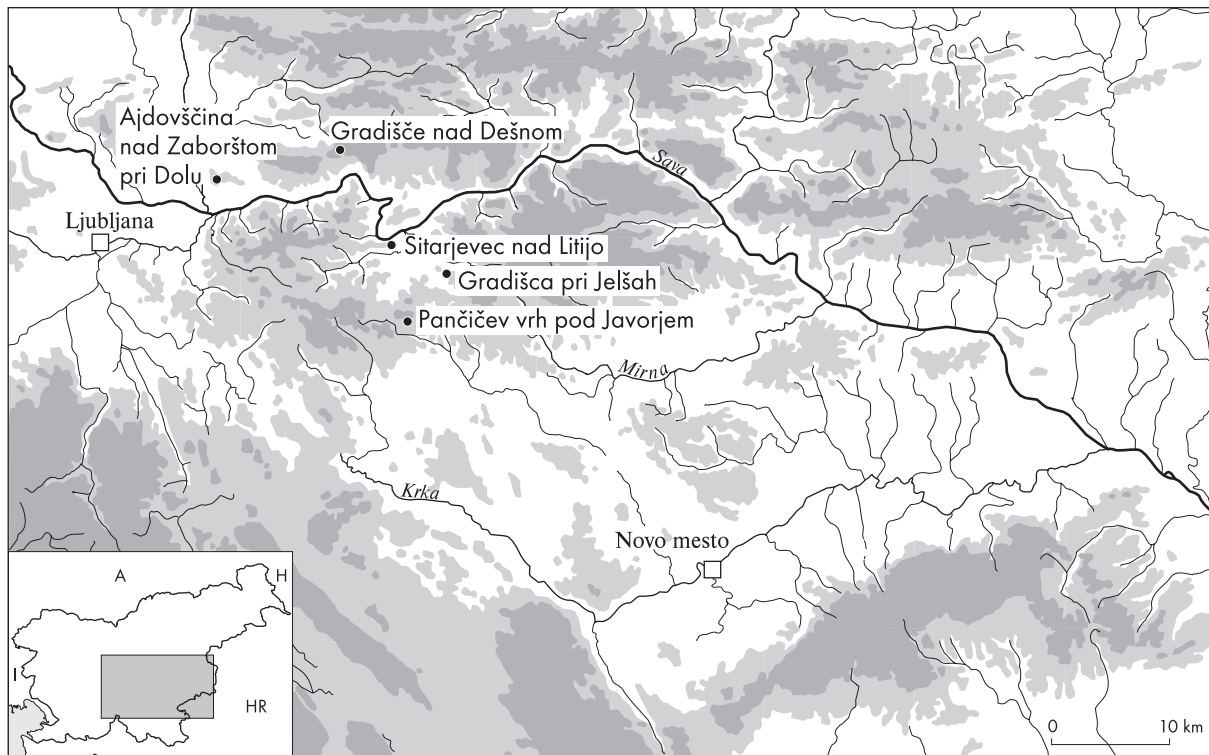 Ajdovščina
nad Zaborštom
pri Dolu
Gradišče nad Dešnom
Sava
Ljubljana
Sitarjevec nad Litijo
Gradišca pri Jelšah
Pančičev vrh pod Javorjem
Mirna
Krka
Novo mesto
A
H
I
HR
0
10 km